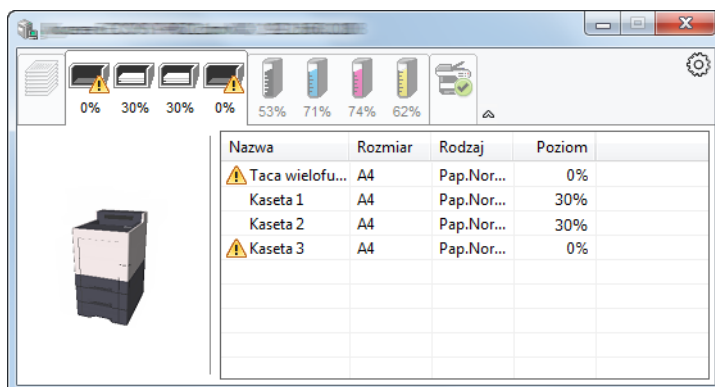 0% 30% 30% 0% 53% 71% 74% 62%
Nazwa Rozmiar Rodzaj Poziom
Taca wielofu... A4 Pap.Nor... 0%
Kaseta 1 A4 Pap.Nor... 30%
Kaseta 2 A4 Pap.Nor... 30%
Kaseta 3 A4 Pap.Nor... 0%